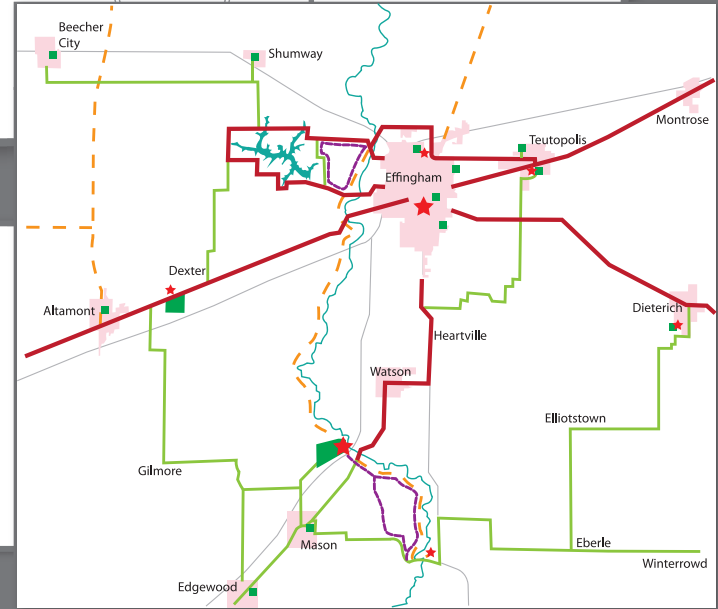 Beecher
City
Shumway
Montrose
Teutopolis
Effingham
Dexter
Altamont
Dieterich
Heartville
Watson
Elliotstown
Gilmore
Mason
Eberle
Winterrowd
Edgewood